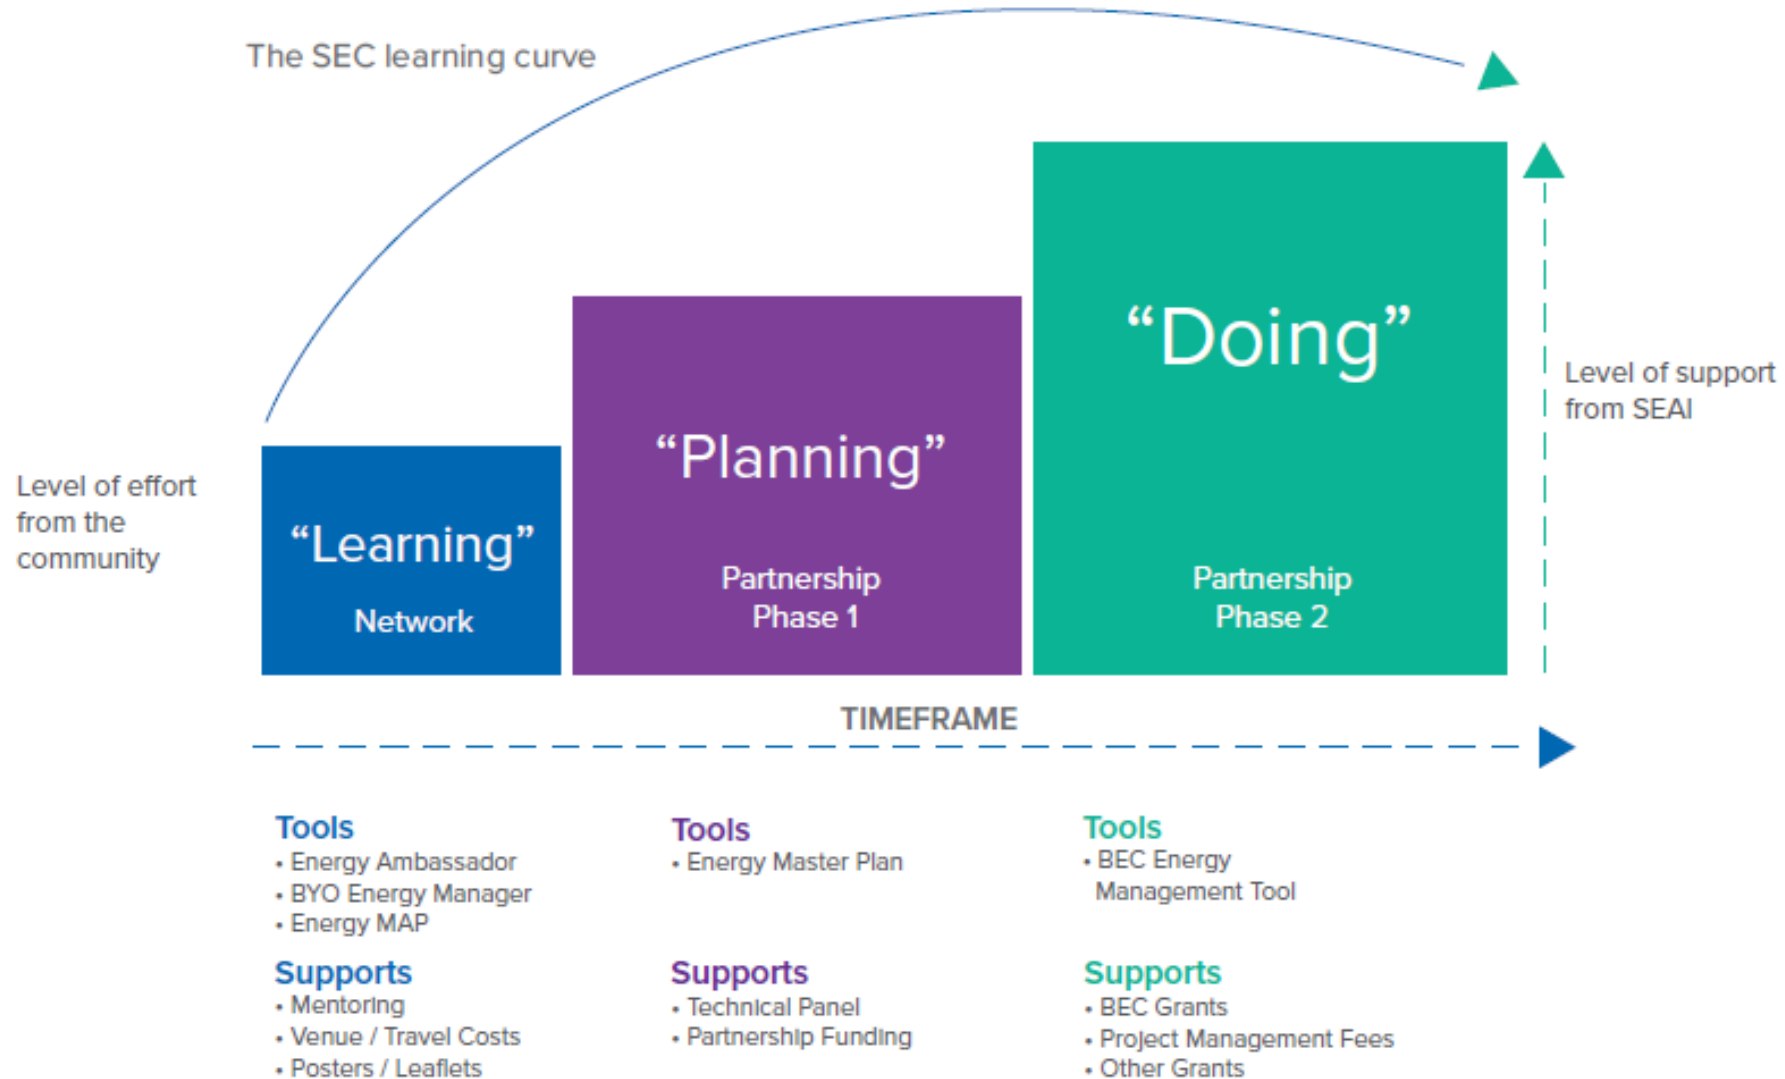 The SEC learning curve
“Doing”
Level of support
from SEAI
“Planning”
Level of effort
from the
community
“Learning”
Network
Partnership
Phase 1
Partnership
Phase 2
TIMEFRAME
Tools
• Energy Ambassador
• BYO Energy Manager
• Energy MAP
Supports
• Mentoring
• Venue / Travel Costs
• Posters / Leaflets
Tools
• Energy Master Plan
Supports
• Technical Panel
• Partnership Funding
Tools
• BEC Energy
Management Tool
Supports
• BEC Grants
• Project Management Fees
• Other Grants